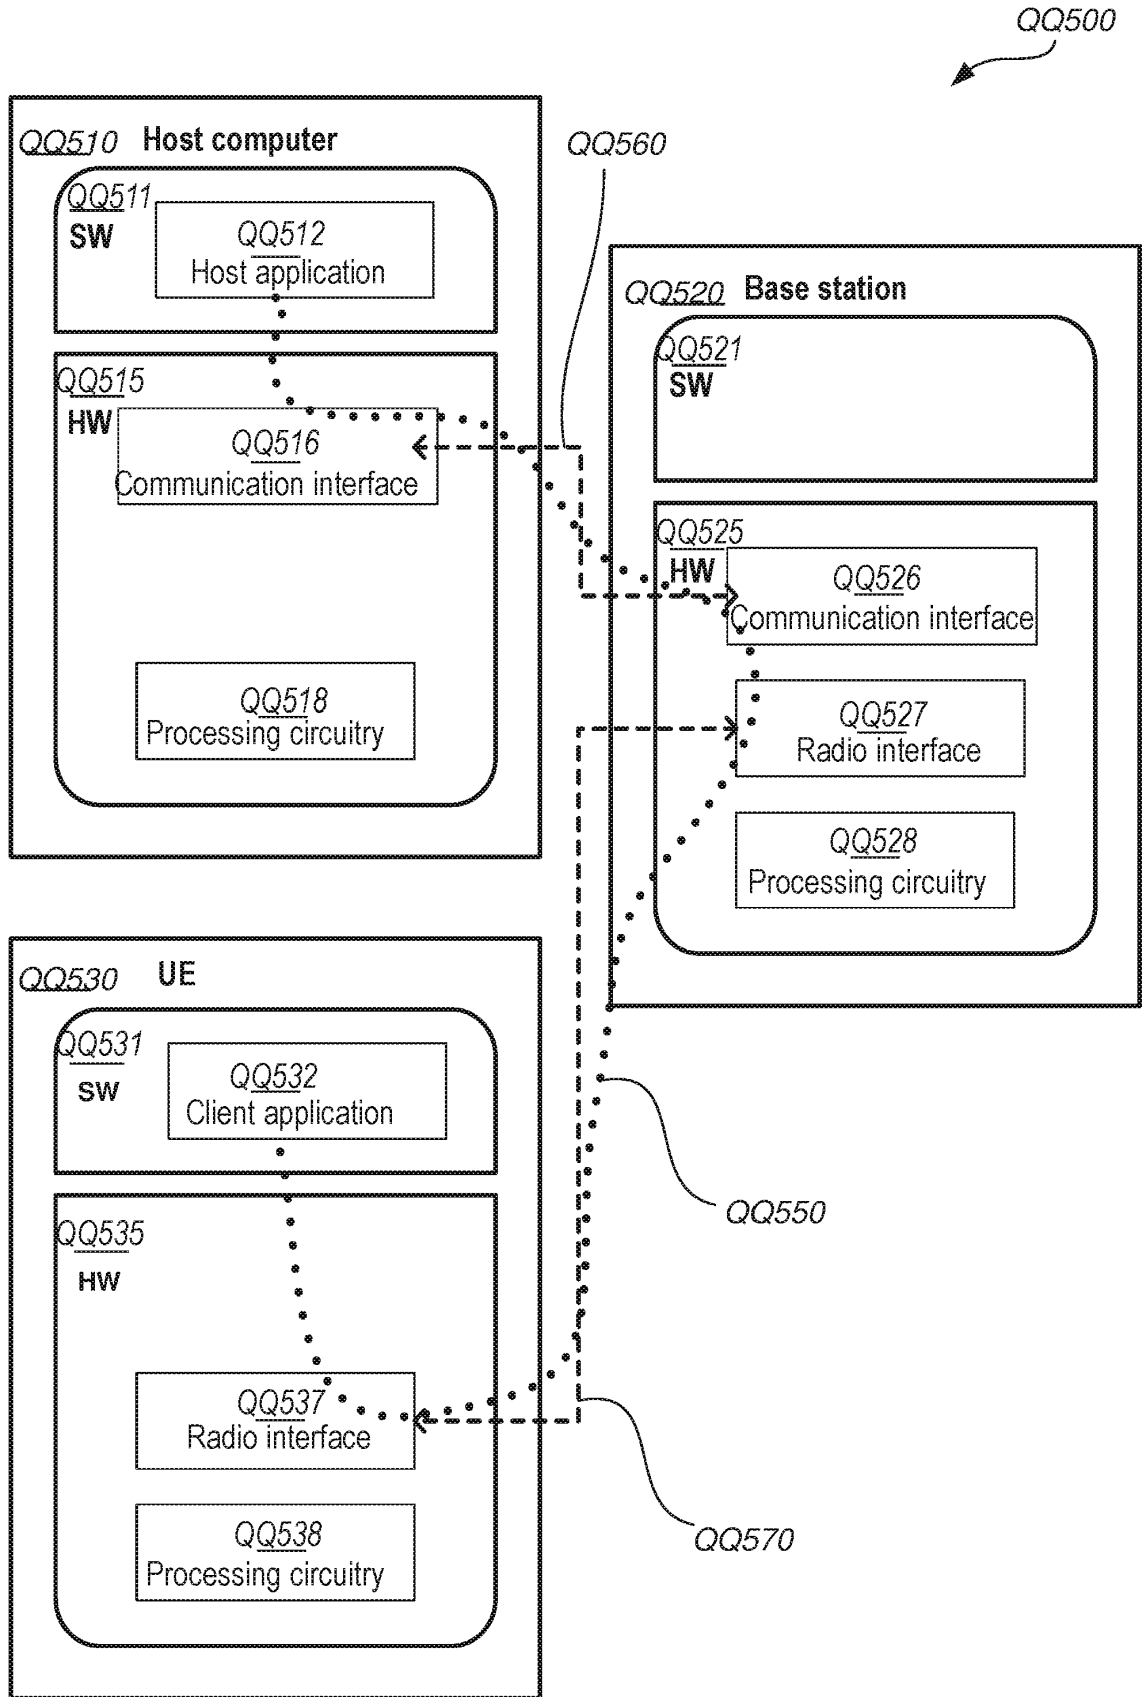 QQ500
QQ510 Host computer
QQ511
SW
QQ512
Host application
QQ515
HW
QQ516
Communication interface
QQ518
Processing circuitry
QQ560
QQ520 Base station
QQ521
SW
QQ525
HW
QQ526
Communication interface
QQ527
Radio interface
QQ528
Processing circuitry
QQ530 UE
QQ531
SW
QQ532
Client application
QQ535
HW
QQ537
Radio interface
QQ538
Processing circuitry
QQ550
QQ570